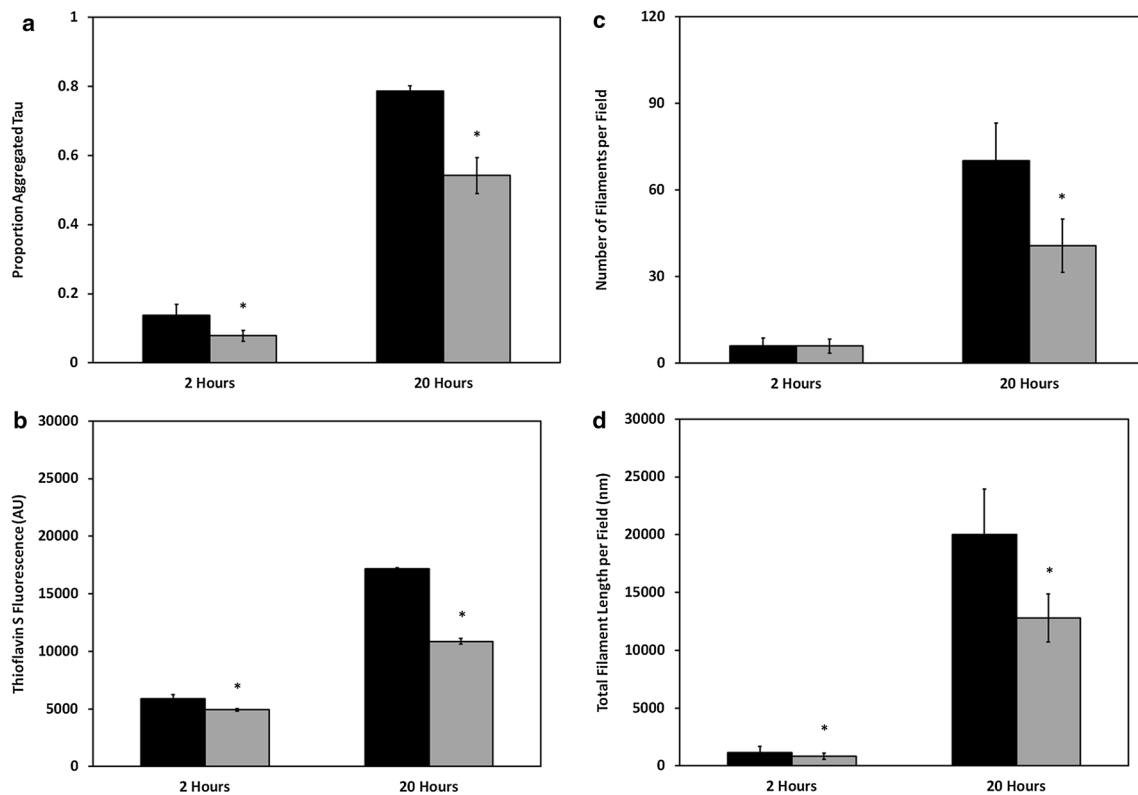 a
1
0.8
0.6
0.4
0.2
0
Proportion Aggregated Tau
*
*
2 Hours
20 Hours
c
120
90
60
30
0
Number of Filaments per Field
*
2 Hours
20 Hours
b
30000
25000
20000
15000
10000
5000
0
Thioflavin S Fluorescence (AU)
*
*
2 Hours
20 Hours
d
30000
25000
20000
15000
10000
5000
0
Total Filament Length per Field (nm)
*
*
2 Hours
20 Hours